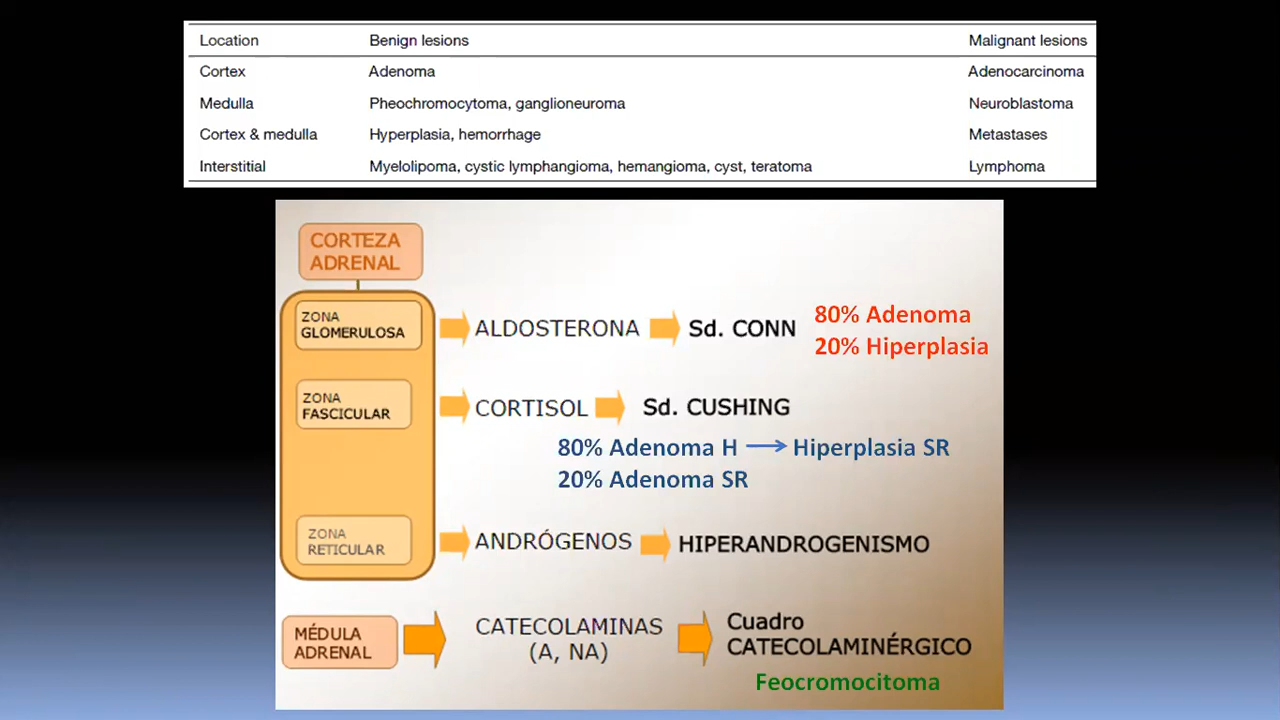 Location Benign lesions Malignant lesions
Cortex Adenoma Adenocarcinoma
Medulla Pheochromocytoma, ganglioneuroma Neuroblastoma
Cortex & medulla Hyperplasia, hemorrhage Metastases
Interstitial Myelolipoma, cystic lymphangioma, hemangioma, cyst, teratoma Lymphoma
CORTEZA
ADRENAL
ZONA
GLOMERULOSA
ALDOSTERONA
Sd. CONN
80% Adenoma
20% Hiperplasia
ZONA
FASCICULAR
CORTISOL
Sd. CUSHING
80% Adenoma H → Hiperplasia SR
20% Adenoma SR
ZONA
RETICULAR
ANDRÓGENOS
HIPERANDROGENISMO
MÉDULA
ADRENAL
CATECOLAMINAS
(A, NA)
Cuadro
CATECOLAMINÉRGICO
Feocromocitoma